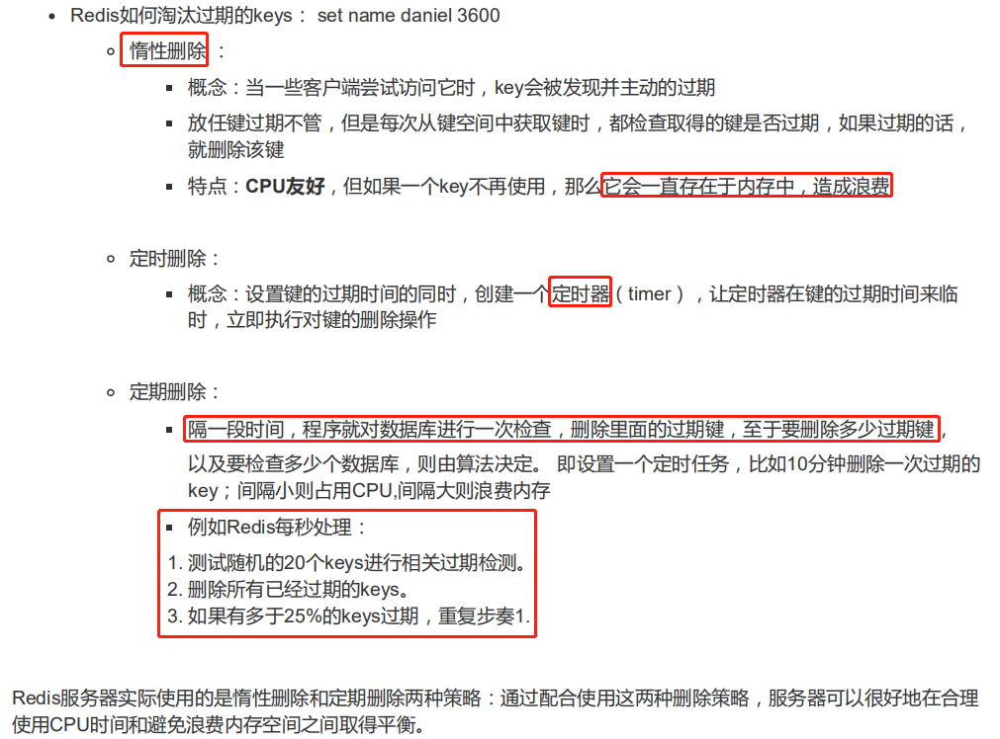 Redis如何淘汰过期的keys： set name daniel 3600
惰性删除 ：
概念：当一些客户端尝试访问它时，key会被发现并主动的过期
放任键过期不管，但是每次从键空间中获取键时，都检查取得的键是否过期，如果过期的话，
就删除该键
特点：CPU友好，但如果一个key不再使用，那么它会一直存在于内存中，造成浪费
定时删除：
概念：设置键的过期时间的同时，创建一个定时器（timer），让定时器在键的过期时间来临
时，立即执行对键的删除操作
定期删除：
隔一段时间，程序就对数据库进行一次检查，删除里面的过期键，至于要删除多少过期键，
以及要检查多少个数据库，则由算法决定。 即设置一个定时任务，比如10分钟删除一次过期的
key；间隔小则占用CPU,间隔大则浪费内存
例如Redis每秒处理：
1. 测试随机的20个keys进行相关过期检测。
2. 删除所有已经过期的keys。
3. 如果有多于25%的keys过期，重复步奏1.
Redis服务器实际使用的是惰性删除和定期删除两种策略：通过配合使用这两种删除策略，服务器可以很好地在合理
使用CPU时间和避免浪费内存空间之间取得平衡。